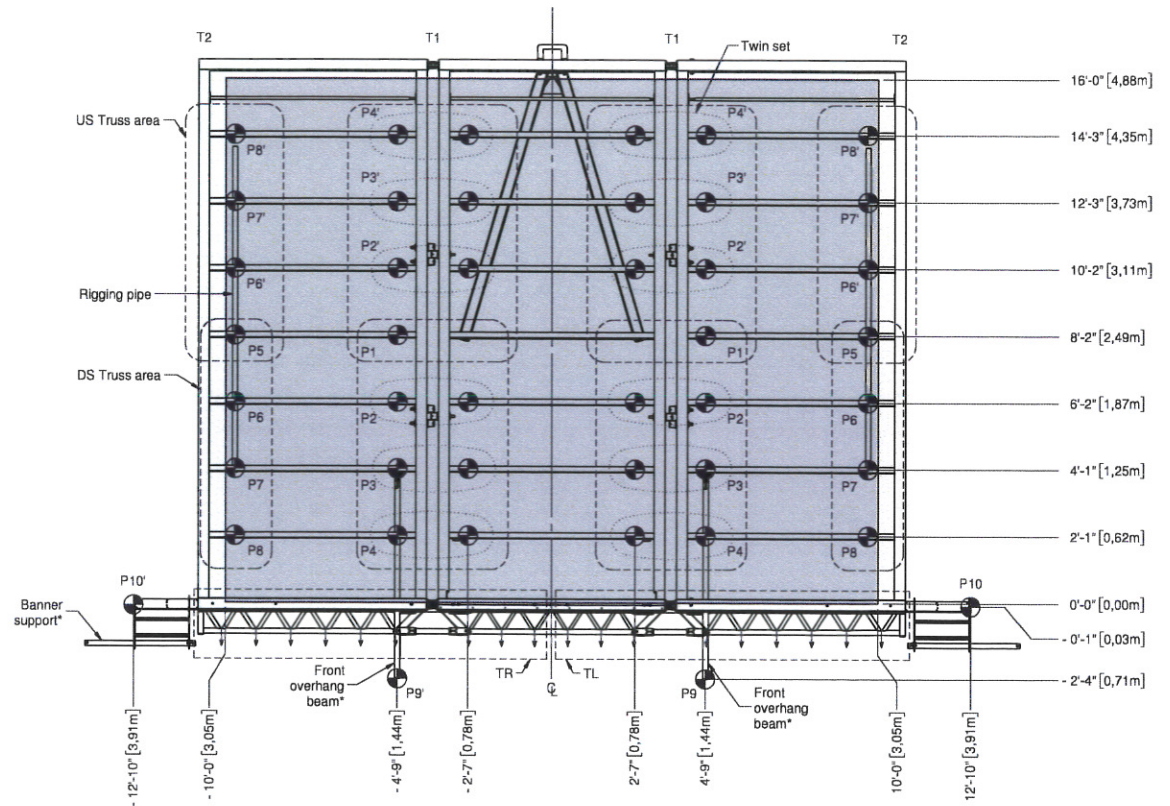 T2
T1
T1
T2
Twin set
16'-0" [4,88m]
US Truss area
P4'
P4'
14'-3" [4,35m]
P8'
P8'
P3'
P3'
12'-3" [3,73m]
P7'
P7'
P2'
P2'
10'-2" [3,11m]
P6'
P6'
Rigging pipe
8'-2" [2,49m]
P5
P1
P1
P5
DS Truss area
6'-2" [1,87m]
P6
P2
P2
P6
4'-1" [1,25m]
P7
P3
P3
P7
2'-1" [0,62m]
P8
P4
P4
P8
P10'
P10
0'-0" [0,00m]
Banner
support*
- 0'-1" [0,03m]
Front
overhang
beam*
P9'
TR
TL
P9
Front
overhang
beam*
- 2'-4" [0,71m]
- 12'-10" [3,91m]
- 10'-0" [3,05m]
- 4'-9" [1,44m]
- 2'-7" [0,78m]
2'-7" [0,78m]
4'-9" [1,44m]
10'-0" [3,05m]
12'-10" [3,91m]